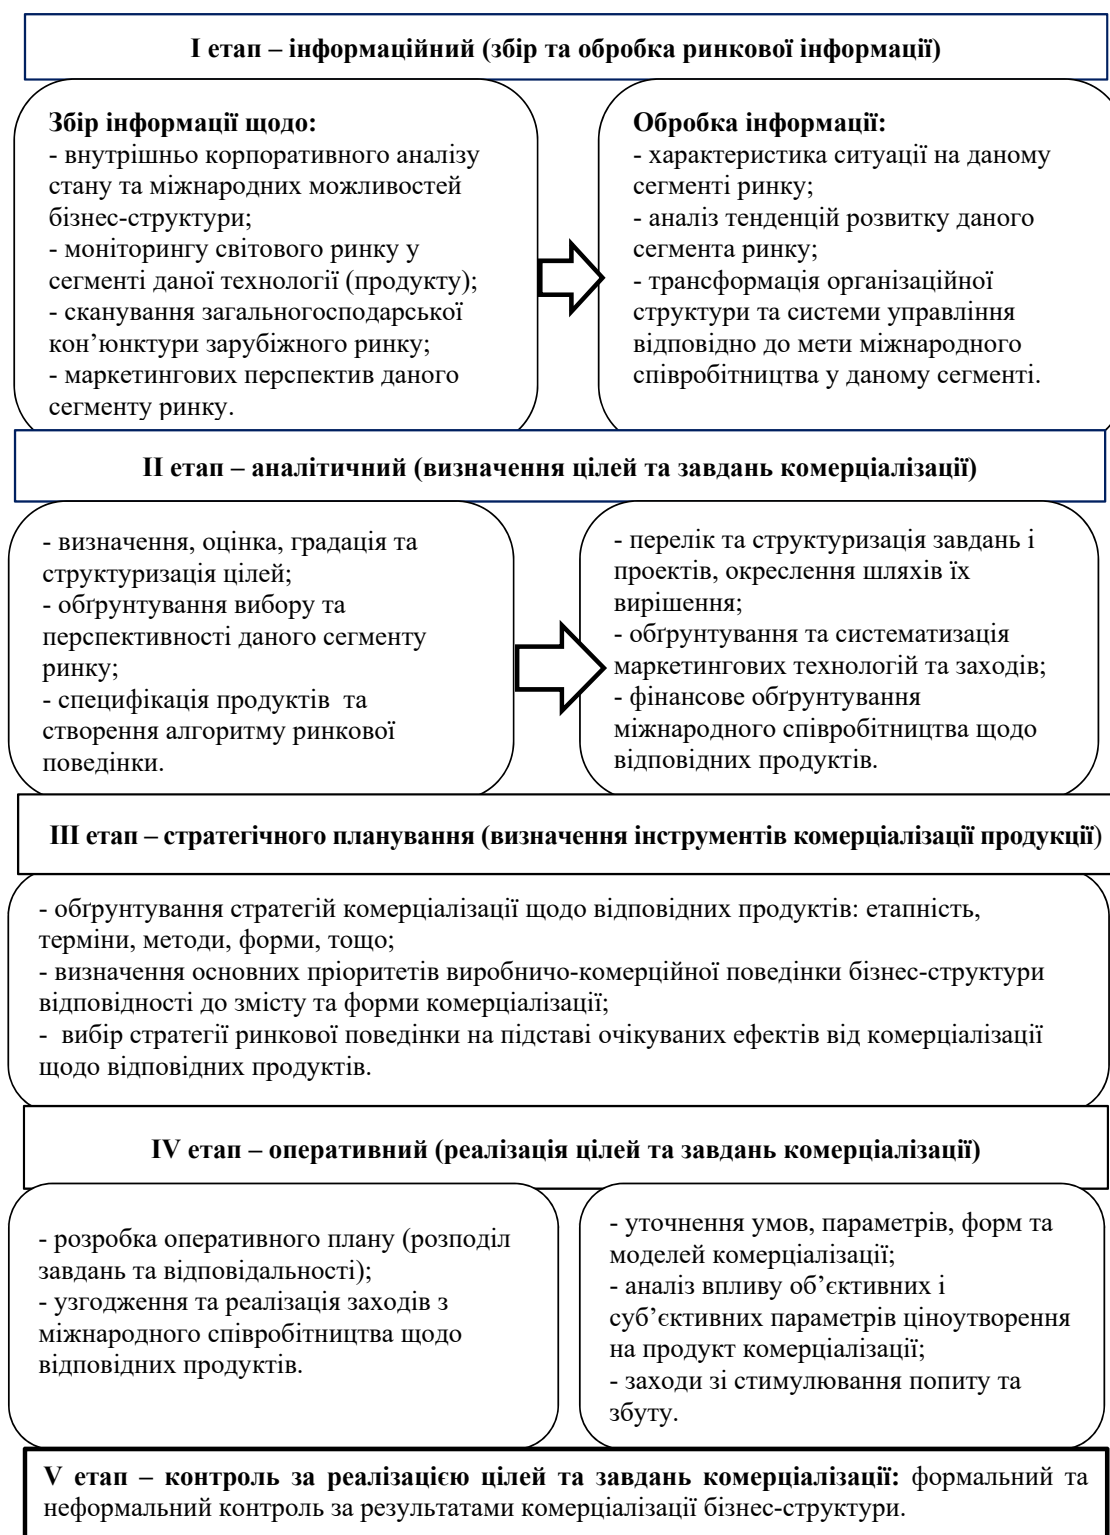 I етап – інформаційний (збір та обробка ринкової інформації)
Збір інформації щодо:
- внутрішньо корпоративного аналізу
стану та міжнародних можливостей
бізнес-структури;
- моніторингу світового ринку у
сегменті даної технології (продукту);
- сканування загальногосподарської
кон’юнктури зарубіжного ринку;
- маркетингових перспектив даного
сегменту ринку.
Обробка інформації:
- характеристика ситуації на даному
сегменті ринку;
- аналіз тенденцій розвитку даного
сегмента ринку;
- трансформація організаційної
структури та системи управління
відповідно до мети міжнародного
співробітництва у даному сегменті.
II етап – аналітичний (визначення цілей та завдань комерціалізації)
- визначення, оцінка, градація та
структуризація цілей;
- обґрунтування вибору та
перспективності даного сегменту
ринку;
- специфікація продуктів та
створення алгоритму ринкової
поведінки.
- перелік та структуризація завдань і
проектів, окреслення шляхів їх
вирішення;
- обґрунтування та систематизація
маркетингових технологій та заходів;
- фінансове обґрунтування
міжнародного співробітництва щодо
відповідних продуктів.
III етап – стратегічного планування (визначення інструментів комерціалізації продукції)
- обґрунтування стратегій комерціалізації щодо відповідних продуктів: етапність,
терміни, методи, форми, тощо;
- визначення основних пріоритетів виробничо-комерційної поведінки бізнес-структури
відповідності до змісту та форми комерціалізації;
- вибір стратегії ринкової поведінки на підставі очікуваних ефектів від комерціалізації
щодо відповідних продуктів.
IV етап – оперативний (реалізація цілей та завдань комерціалізації)
- розробка оперативного плану (розподіл
завдань та відповідальності);
- узгодження та реалізація заходів з
міжнародного співробітництва щодо
відповідних продуктів.
- уточнення умов, параметрів, форм та
моделей комерціалізації;
- аналіз впливу об’єктивних і
суб’єктивних параметрів ціноутворення
на продукт комерціалізації;
- заходи зі стимулювання попиту та
збуту.
V етап – контроль за реалізацією цілей та завдань комерціалізації: формальний та
неформальний контроль за результатами комерціалізації бізнес-структури.